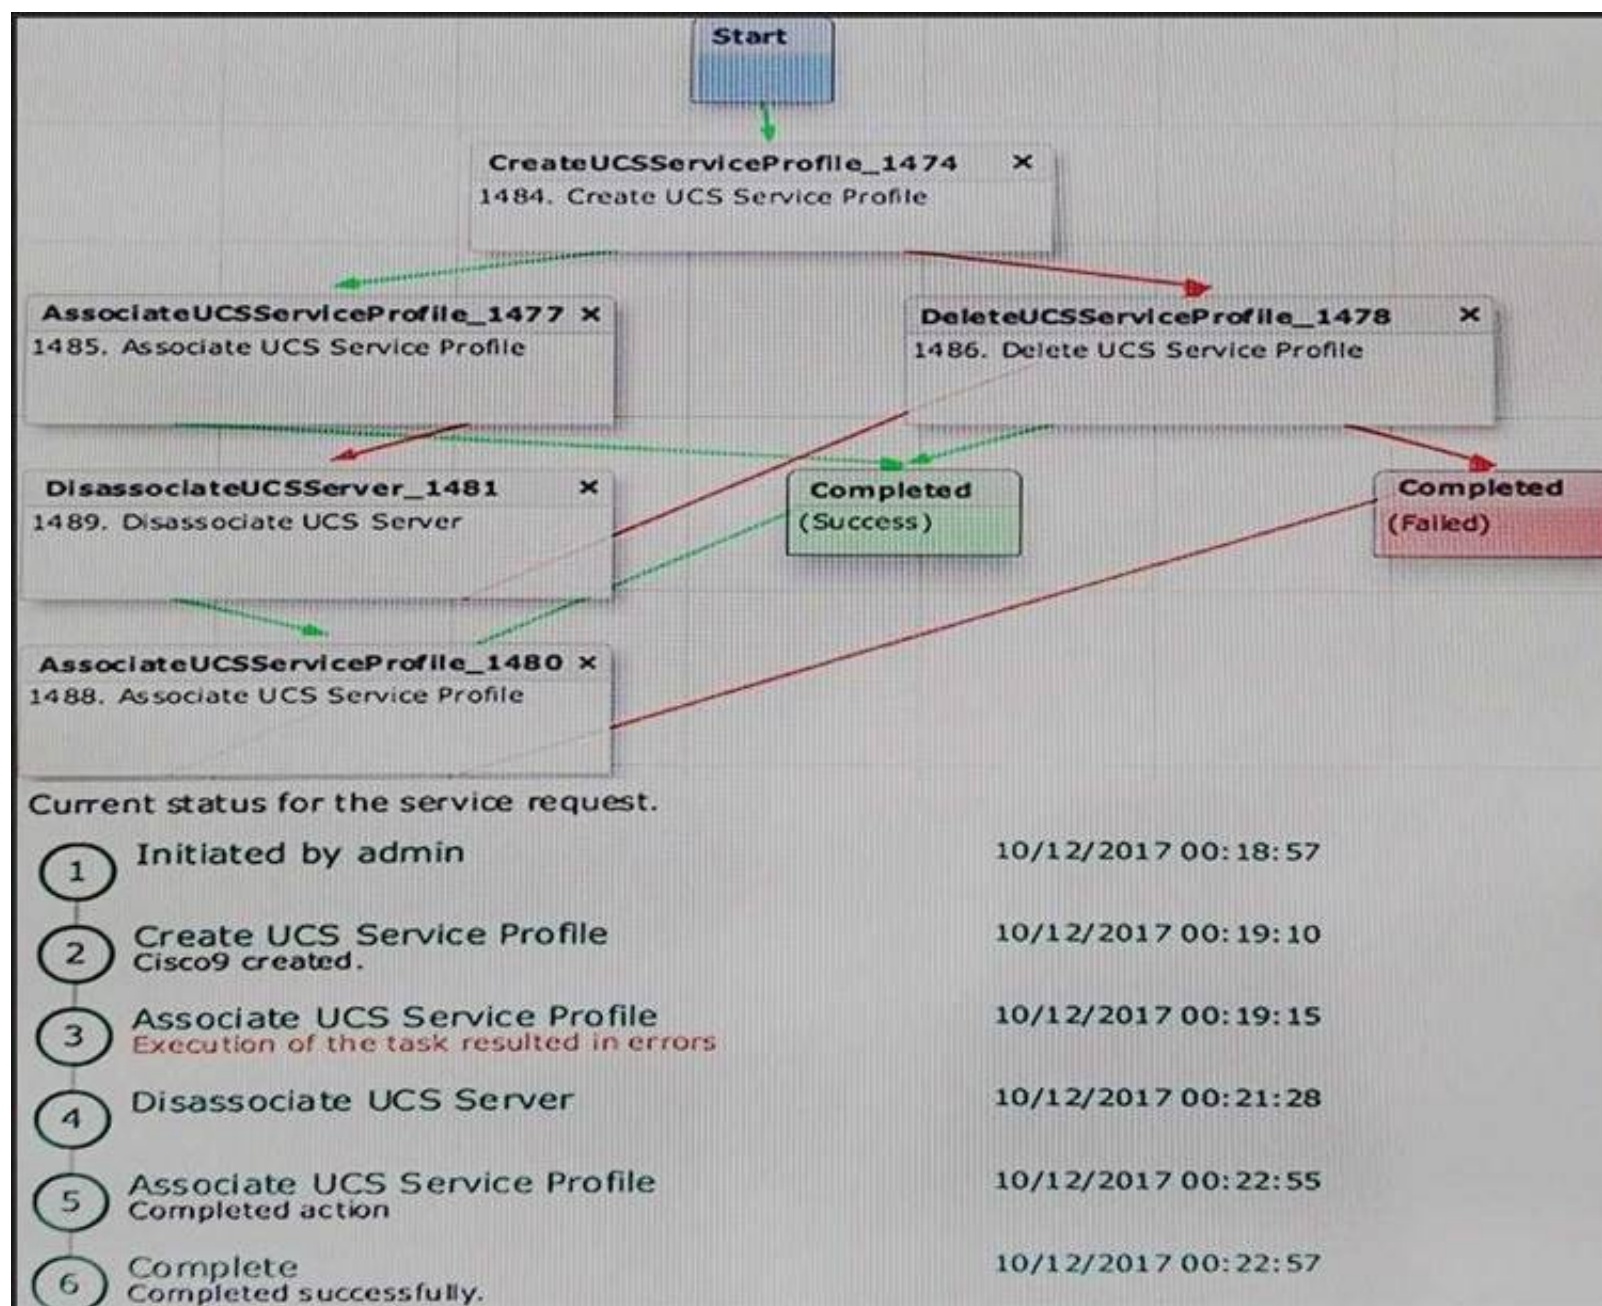 Start
CreateUCSServiceProfile_1474 ×
1484. Create UCS Service Profile
AssociateUCSServiceProfile_1477 ×
1485. Associate UCS Service Profile
DeleteUCSServiceProfile_1478 ×
1486. Delete UCS Service Profile
DisassociateUCSServer_1481 ×
1489. Disassociate UCS Server
Completed
(Success)
Completed
(Failed)
AssociateUCSServiceProfile_1480 ×
1488. Associate UCS Service Profile
Current status for the service request.
1 Initiated by admin 10/12/2017 00:18:57
2 Create UCS Service Profile 10/12/2017 00:19:10
Cisco9 created.
3 Associate UCS Service Profile 10/12/2017 00:19:15
Execution of the task resulted in errors
4 Disassociate UCS Server 10/12/2017 00:21:28
5 Associate UCS Service Profile 10/12/2017 00:22:55
Completed action
6 Complete 10/12/2017 00:22:57
Completed successfully.